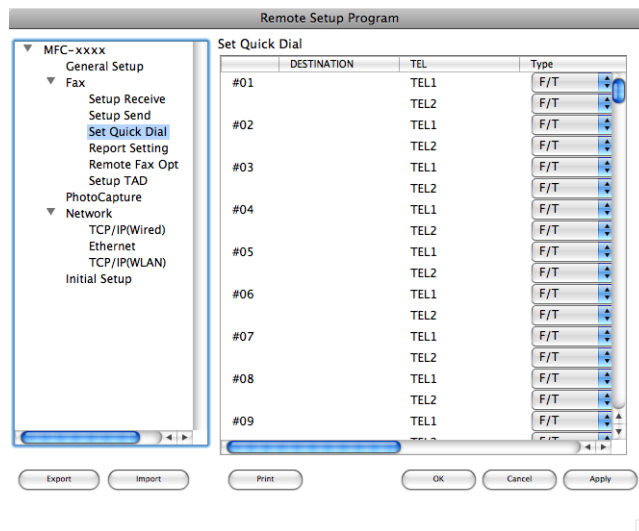 Remote Setup Program
MFC-xxxx
General Setup
Fax
Setup Receive
Setup Send
Set Quick Dial
Report Setting
Remote Fax Opt
Setup TAD
PhotoCapture
Network
TCP/IP(Wired)
Ethernet
TCP/IP(WLAN)
Initial Setup
Set Quick Dial
DESTINATION TEL Type
#01 TEL1 F/T
TEL2 F/T
#02 TEL1 F/T
TEL2 F/T
#03 TEL1 F/T
TEL2 F/T
#04 TEL1 F/T
TEL2 F/T
#05 TEL1 F/T
TEL2 F/T
#06 TEL1 F/T
TEL2 F/T
#07 TEL1 F/T
TEL2 F/T
#08 TEL1 F/T
TEL2 F/T
#09 TEL1 F/T
Export Import Print OK Cancel Apply